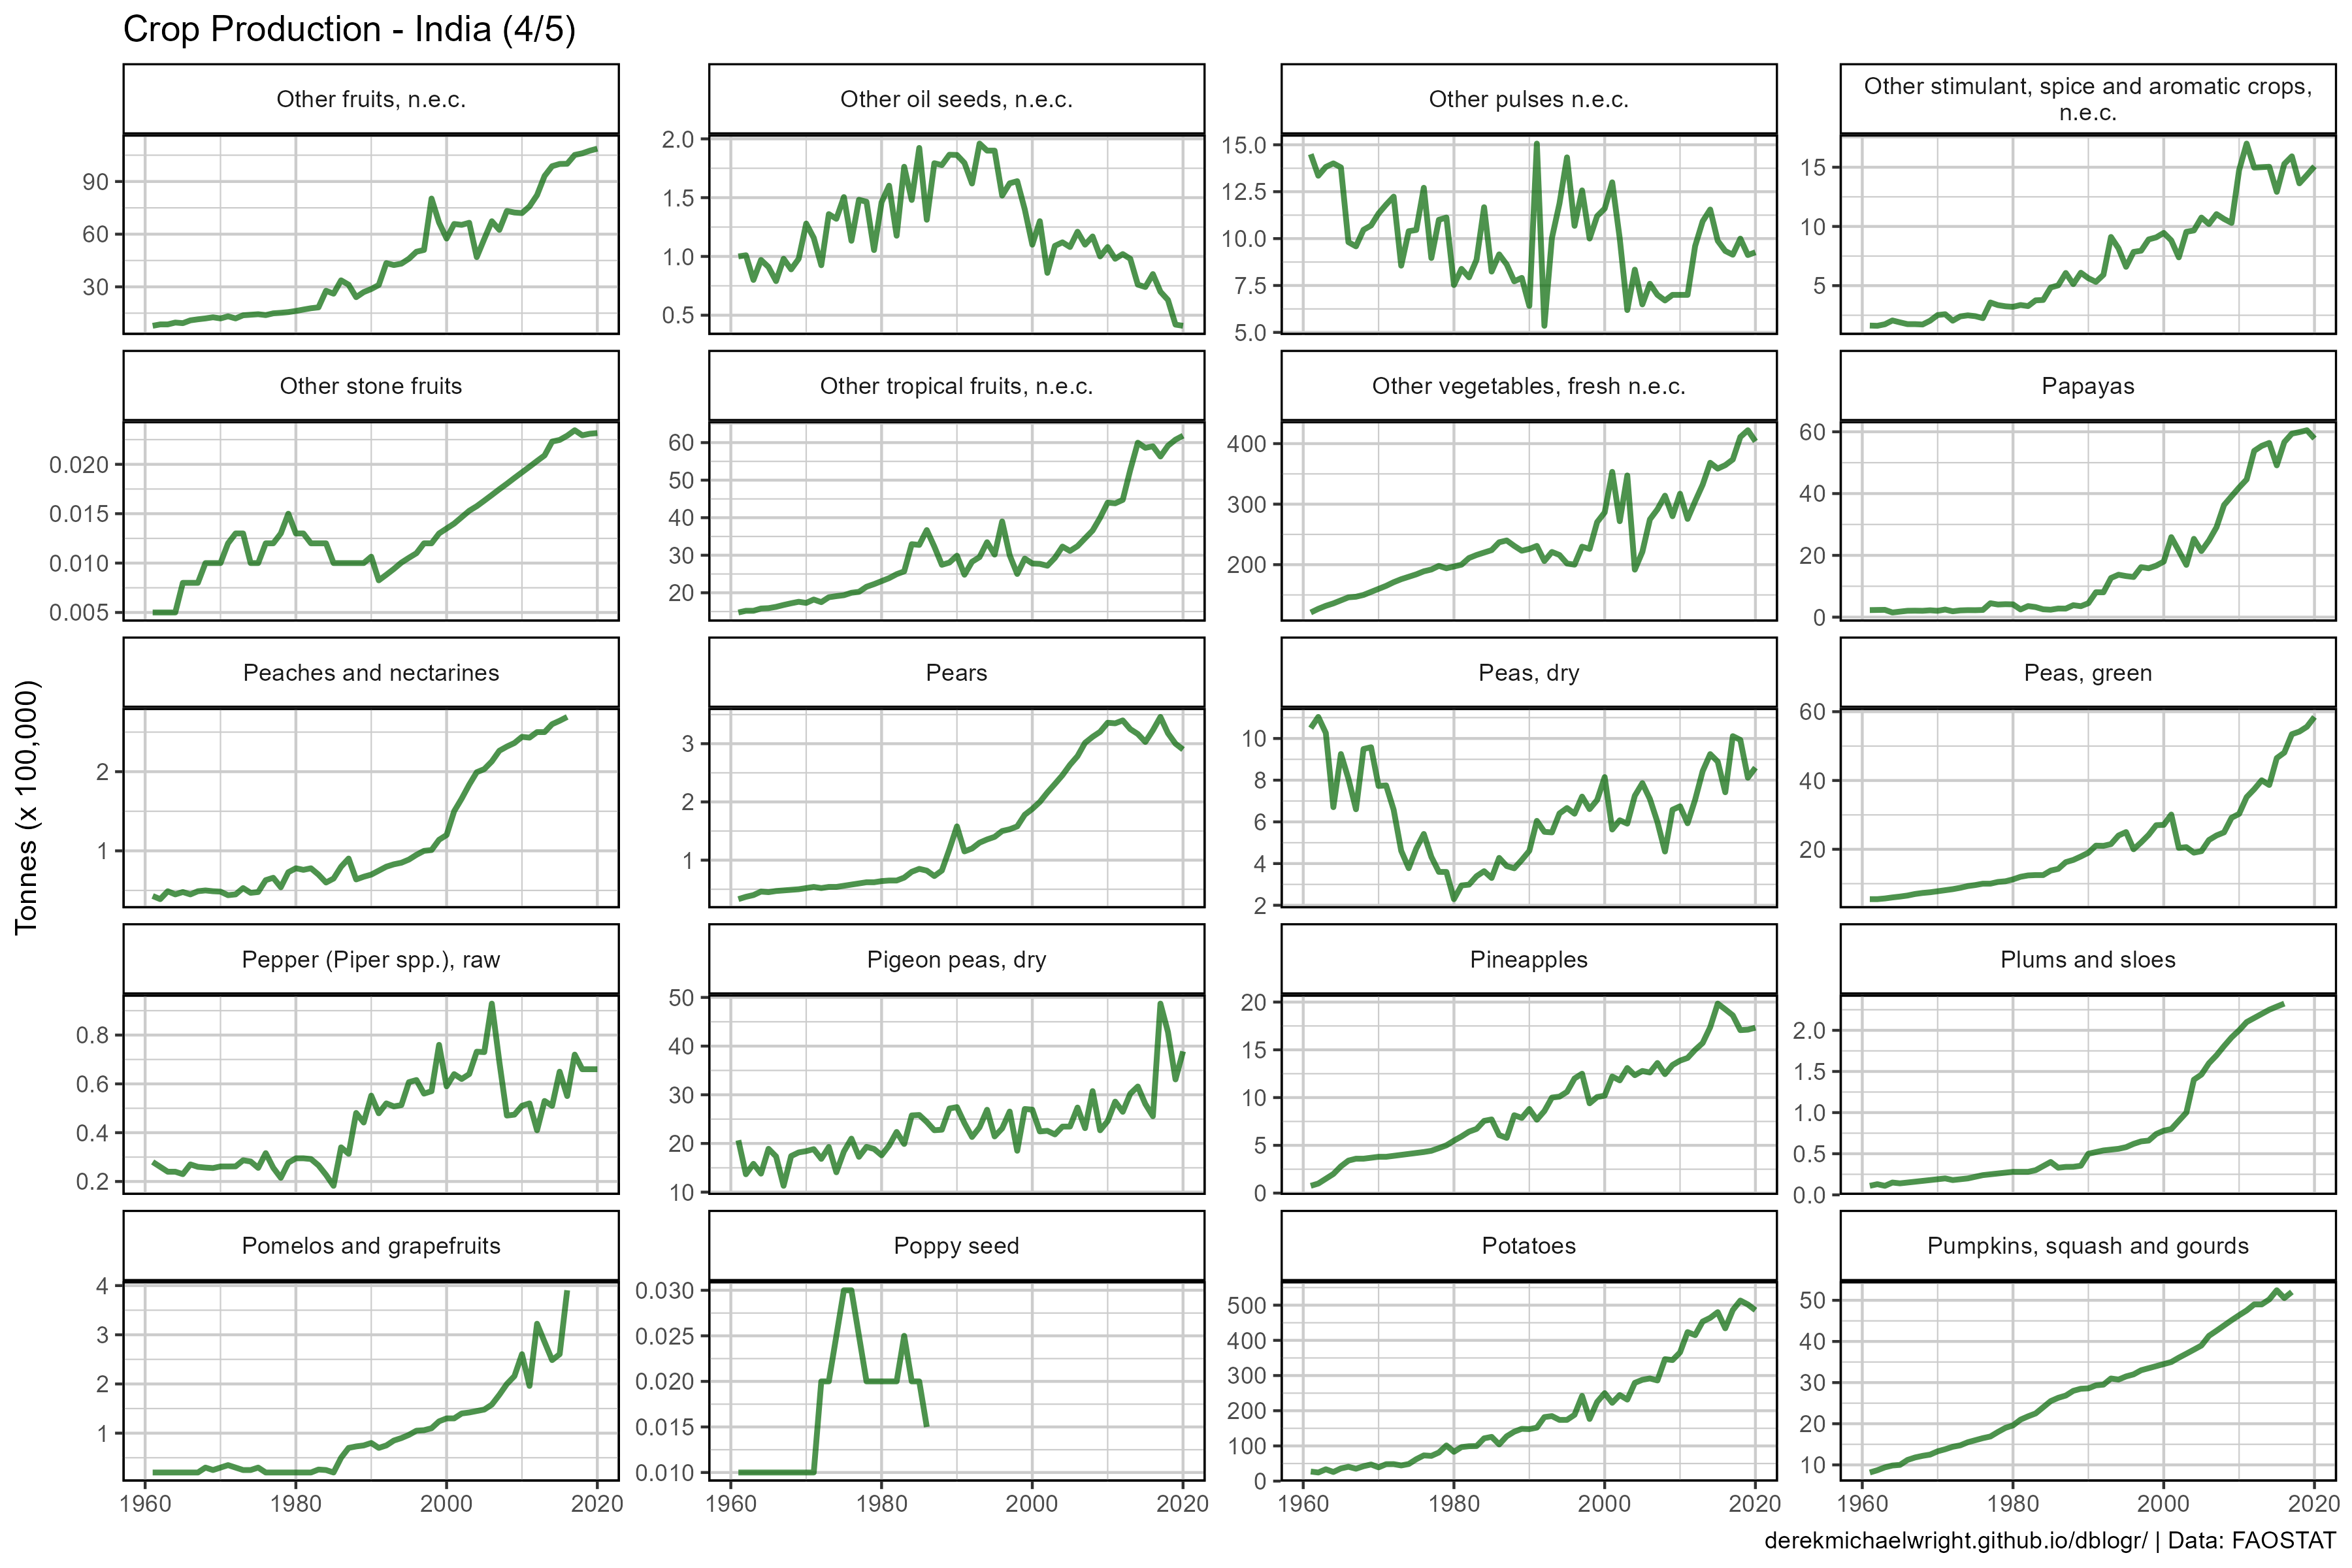 Crop Production - India (4/5)
Tonnes (x 100,000)
Other fruits, n.e.c.
90
60
30
Other oil seeds, n.e.c.
2.0
1.5
1.0
0.5
Other pulses n.e.c.
15.0
12.5
10.0
7.5
5.0
Other stimulant, spice and aromatic crops,
n.e.c.
15
10
5
Other stone fruits
0.020
0.015
0.010
0.005
Other tropical fruits, n.e.c.
60
50
40
30
20
Other vegetables, fresh n.e.c.
400
300
200
Papayas
60
40
20
0
Peaches and nectarines
2
1
Pears
3
2
1
Peas, dry
10
8
6
4
2
Peas, green
60
40
20
Pepper (Piper spp.), raw
0.8
0.6
0.4
0.2
Pigeon peas, dry
50
40
30
20
10
Pineapples
20
15
10
5
0
Plums and sloes
2.0
1.5
1.0
0.5
0.0
Pomelos and grapefruits
4
3
2
1
1960 1980 2000 2020
Poppy seed
0.030
0.025
0.020
0.015
0.010
1960 1980 2000 2020
Potatoes
500
400
300
200
100
0
1960 1980 2000 2020
Pumpkins, squash and gourds
50
40
30
20
10
1960 1980 2000 2020
derekmichaelwright.github.io/dblogr/ | Data: FAOSTAT